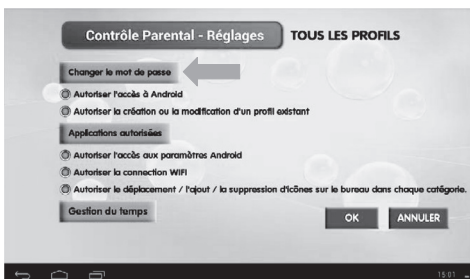 Contrôle Parental - Réglages TOUS LES PROFILS
Changer le mot de passe
Autoriser l'accès à Android
Autoriser la création ou la modification d'un profil existant
Applications autorisées
Autoriser l'accès aux paramètres Android
Autoriser la connection WIFI
Autoriser le déplacement / l'ajout / la suppression d'icônes sur le bureau dans chaque catégorie.
Gestion du temps
OK ANNULER
15:01